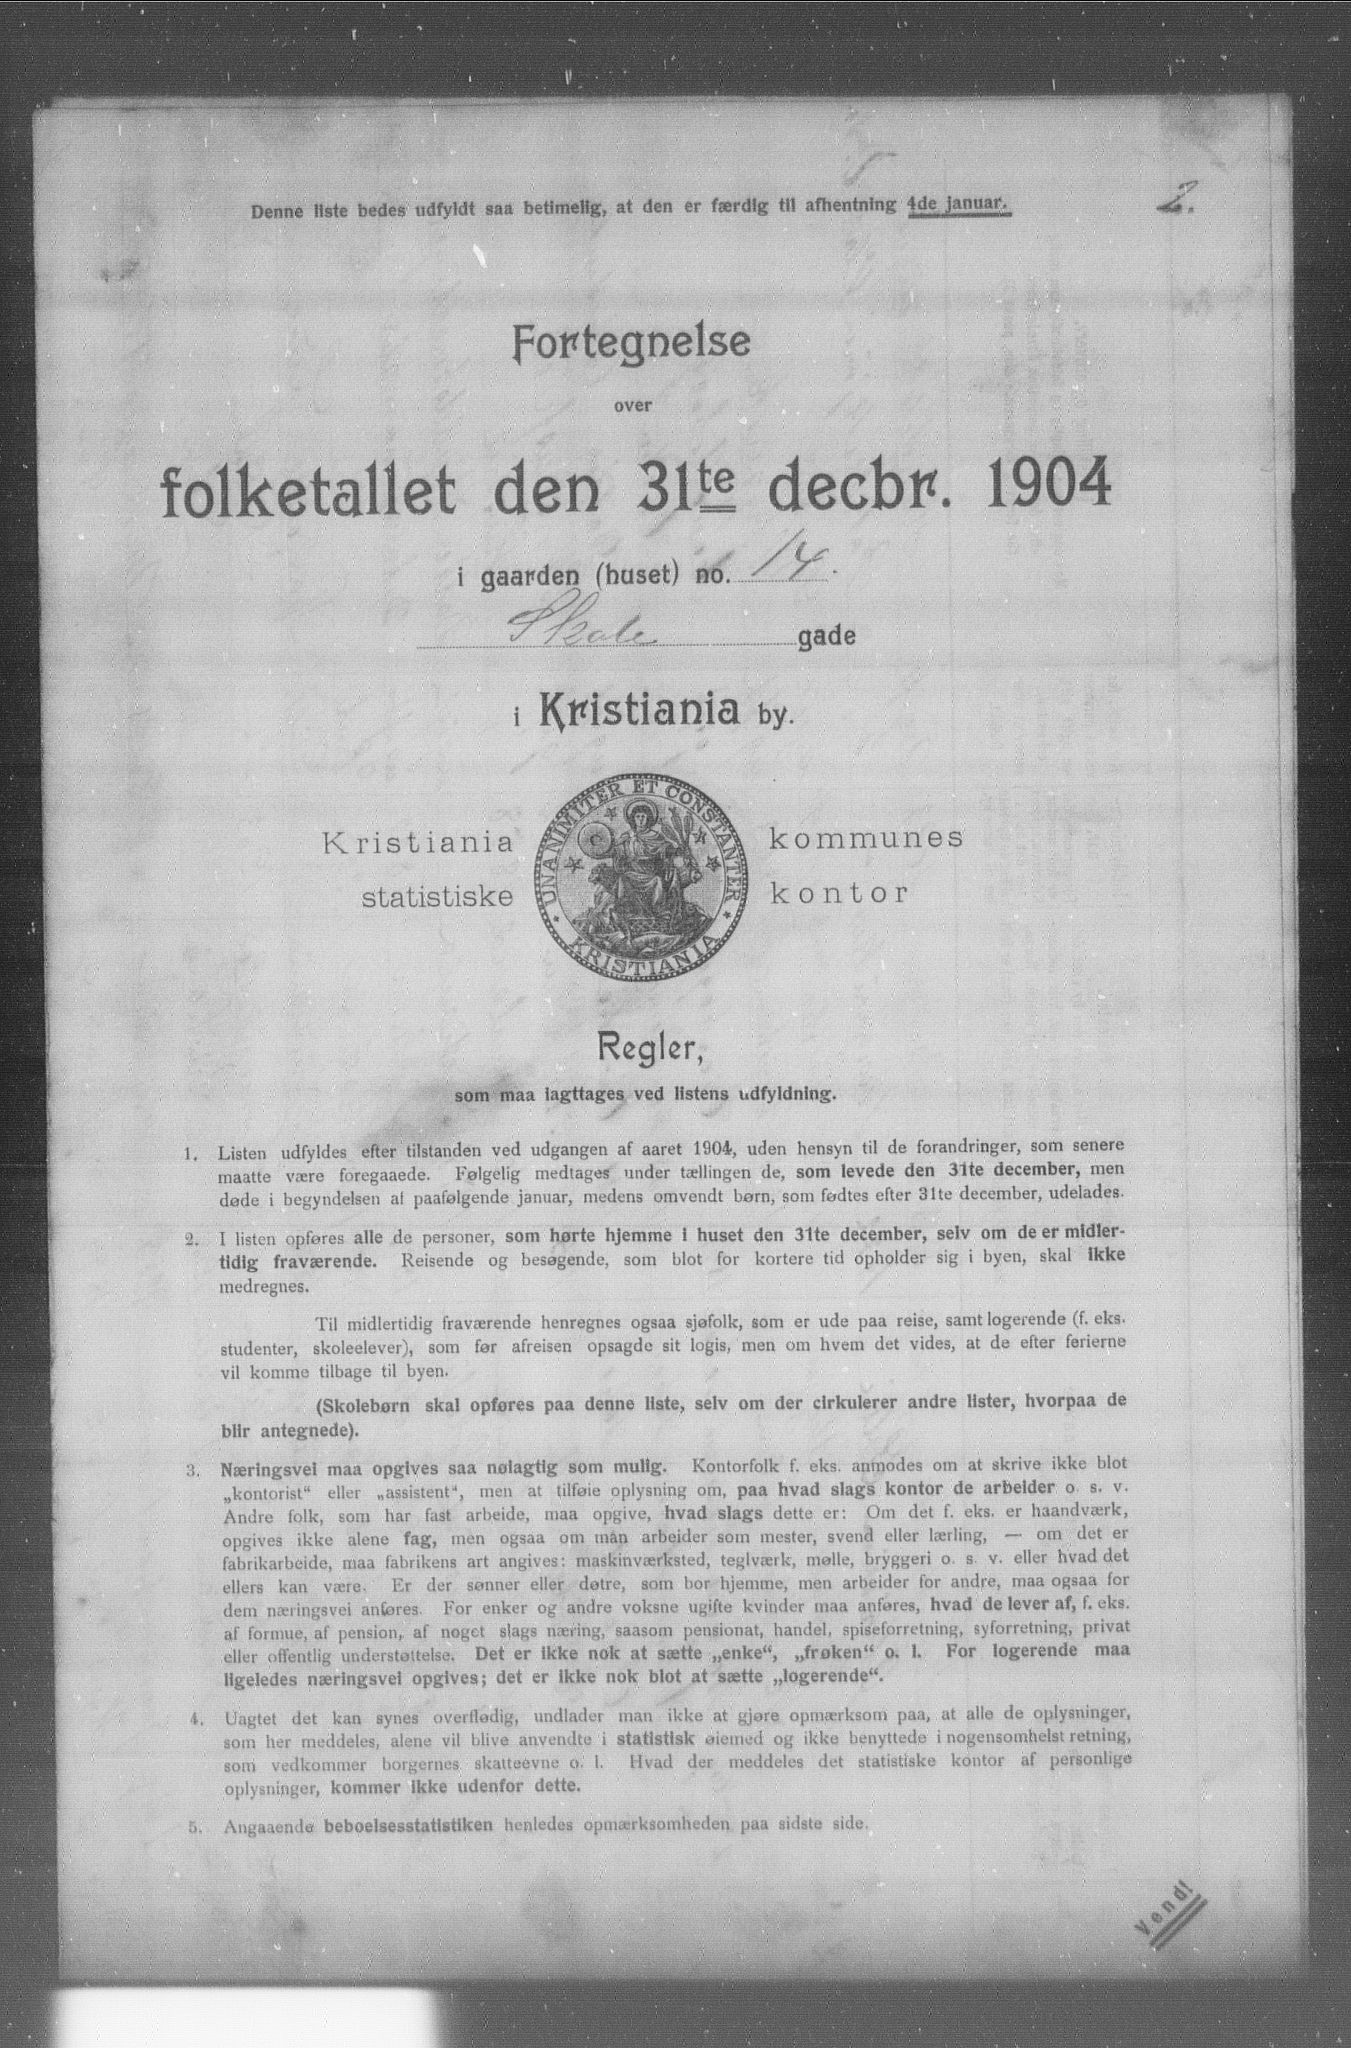 Denne liste bedes udfyldt saa betimelig, at den er færdig til afhentning 4de januar.
2.
Fortegnelse
over
folketallet den 31te decbr. 1904
i gaarden (huset) no. 14.
Skole gade
i Kristiania by.
Kristiania kommunes
statistiske kontor
UNANIMITER ET CONSTANTER
KRISTIANIA
Regler,
som maa iagttages ved listens udfyldning.
1. Listen udfyldes efter tilstanden ved udgangen af aaret 1904, uden hensyn til de forandringer, som senere
maatte være foregaaede. Følgelig medtages under tællingen de, som levede den 31te december, men
døde i begyndelsen af paafølgende januar, medens omvendt børn, som fødtes efter 31te december, udelades.
2. I listen opføres alle de personer, som hørte hjemme i huset den 31te december, selv om de er midler-
tidig fraværende. Reisende og besøgende, som blot for kortere tid opholder sig i byen, skal ikke
medregnes.
Til midlertidig fraværende henregnes ogsaa sjøfolk, som er ude paa reise, samt logerende (f. eks.
studenter, skoleelever), som før afreisen opsagde sit logis, men om hvem det vides, at de efter ferierne
vil komme tilbage til byen.
(Skolebørn skal opføres paa denne liste, selv om der cirkulerer andre lister, hvorpaa de
blir antegnede).
3. Næringsvei maa opgives saa nøiagtig som mulig. Kontorfolk f. eks. anmodes om at skrive ikke blot
„kontorist“ eller „assistent“, men at tilføie oplysning om, paa hvad slags kontor de arbeider o. s. v.
Andre folk, som har fast arbeide, maa opgive, hvad slags dette er: Om det f. eks. er haandværk,
opgives ikke alene fag, men ogsaa om man arbeider som mester, svend eller lærling, — om det er
fabrikarbeide, maa fabrikens art angives: maskinværksted, teglværk, mølle, bryggeri o. s. v. eller hvad det
ellers kan være. Er der sønner eller døtre, som bor hjemme, men arbeider for andre, maa ogsaa for
dem næringsvei anføres. For enker og andre voksne ugifte kvinder maa anføres, hvad de lever af, f. eks.
af formue, af pension, af noget slags næring, saasom pensionat, handel, spiseforretning, syforretning, privat
eller offentlig understøttelse. Det er ikke nok at sætte „enke“, „frøken“ o. l. For logerende maa
ligeledes næringsvei opgives; det er ikke nok blot at sætte „logerende“.
4. Uagtet det kan synes overflødig, undlader man ikke at gjøre opmærksom paa, at alle de oplysninger,
som her meddeles, alene vil blive anvendte i statistisk øiemed og ikke benyttede i nogensomhelst retning,
som vedkommer borgernes skatteevne o. l. Hvad der meddeles det statistiske kontor af personlige
oplysninger, kommer ikke udenfor dette.
5. Angaaende beboelsesstatistiken henledes opmærksomheden paa sidste side.
Vend!